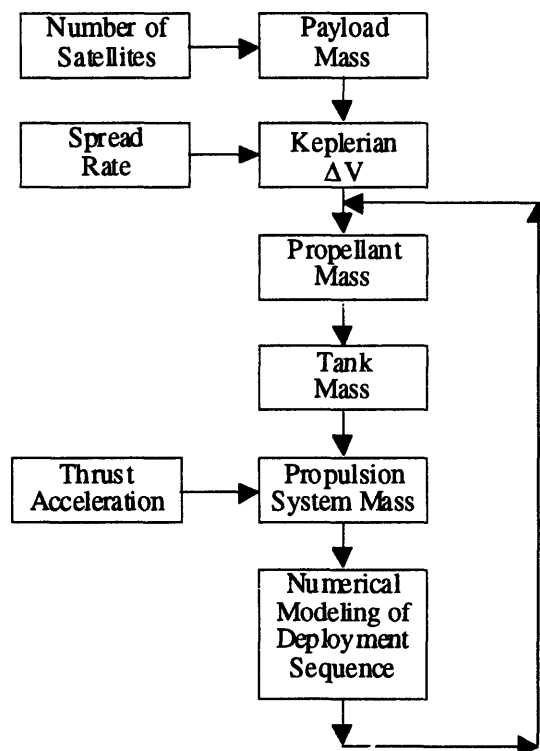 Number of
Satellites
Payload
Mass
Spread
Rate
Keplerian
ΔV
Propellant
Mass
Tank
Mass
Thrust
Acceleration
Propulsion
System Mass
Numerical
Modeling of
Deployment
Sequence